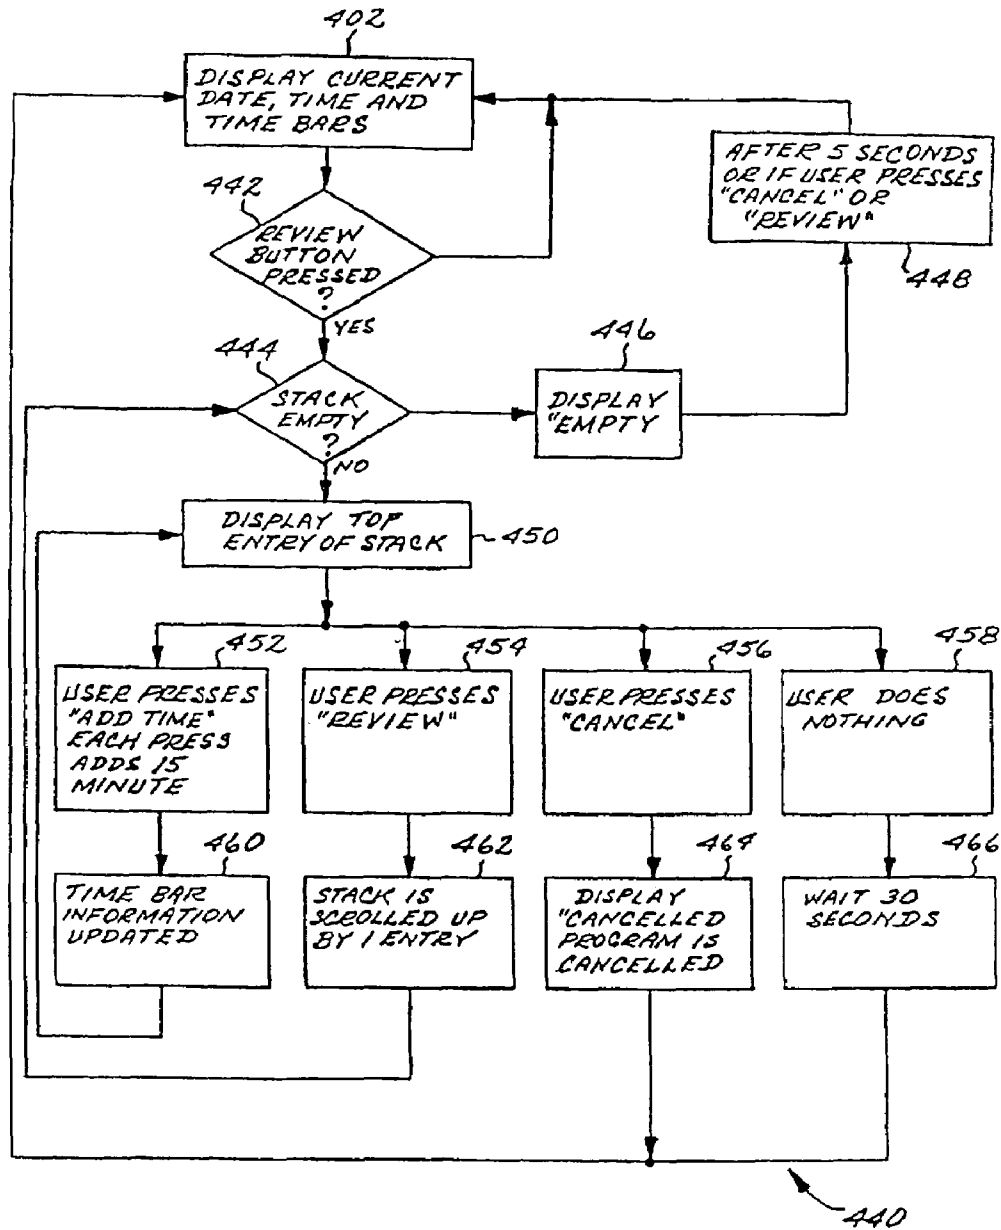 402
DISPLAY CURRENT
DATE, TIME AND
TIME BARS
442
REVIEW
BUTTON
PRESSED
?
YES
AFTER 5 SECONDS
OR IF USER PRESSES
"CANCEL" OR
"REVIEW"
448
444
STACK
EMPTY
?
NO
446
DISPLAY
"EMPTY
DISPLAY TOP
ENTRY OF STACK
450
452
USER PRESSES
"ADD TIME"
EACH PRESS
ADDS 15
MINUTE
454
USER PRESSES
"REVIEW"
456
USER PRESSES
"CANCEL"
458
USER DOES
NOTHING
460
TIME BAR
INFORMATION
UPDATED
462
STACK IS
SCROLLED UP
BY 1 ENTRY
464
DISPLAY
"CANCELLED
PROGRAM IS
CANCELLED
466
WAIT 30
SECONDS
440